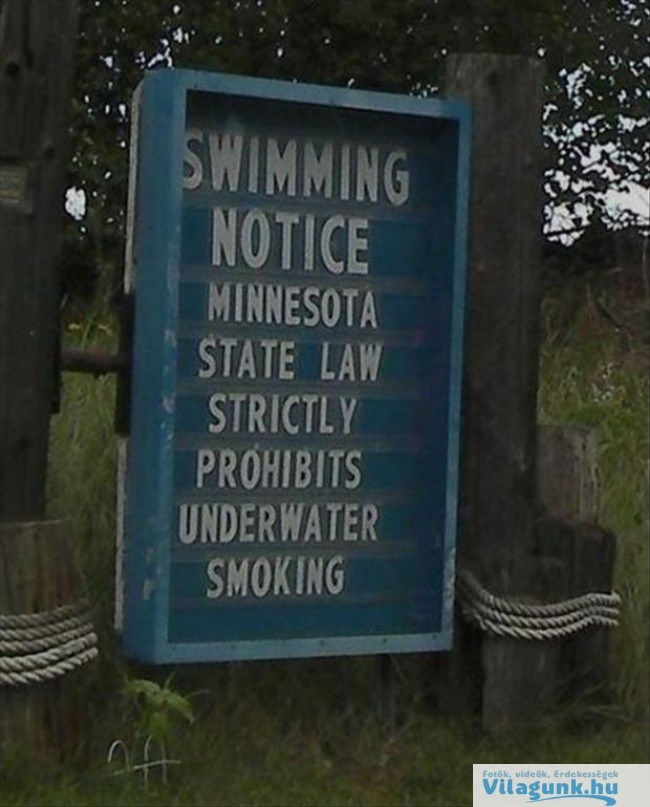 SWIMMING
NOTICE
MINNESOTA
STATE LAW
STRICTLY
PROHIBITS
UNDERWATER
SMOKING
Fotók, videók, érdekességek
Vilagunk.hu